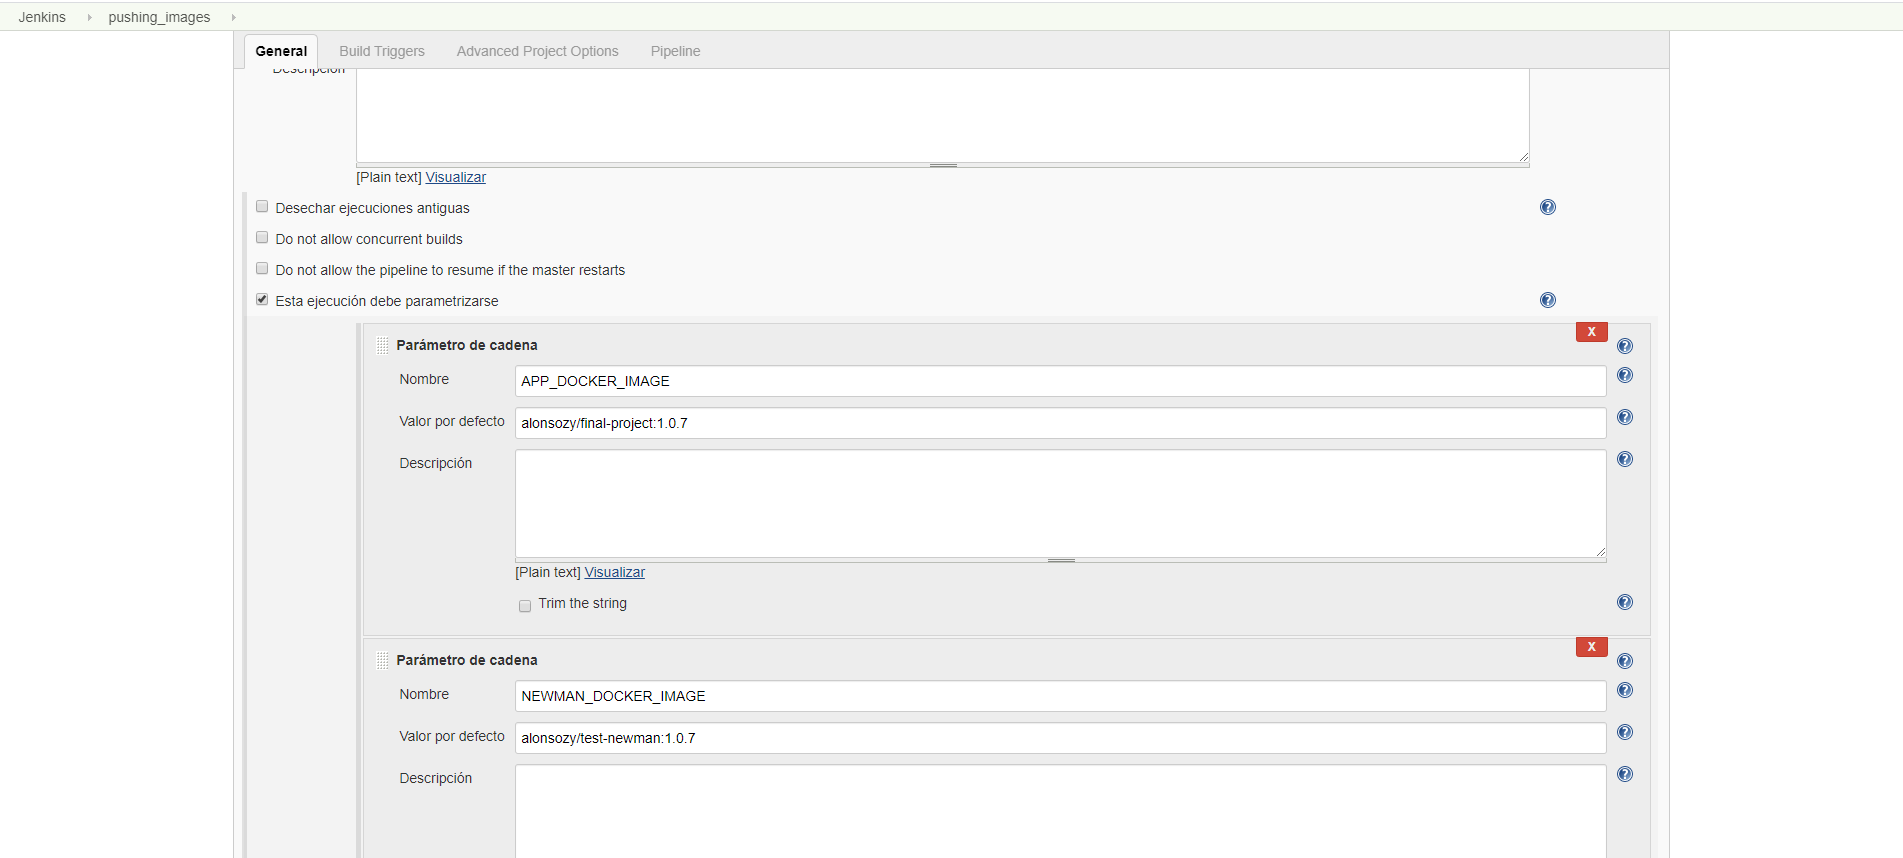 Jenkins pushing_images
General Build Triggers Advanced Project Options Pipeline
Descripción
[Plain text] Visualizar
Desechar ejecuciones antiguas
Do not allow concurrent builds
Do not allow the pipeline to resume if the master restarts
Esta ejecución debe parametrizarse
X
Parámetro de cadena
Nombre APP_DOCKER_IMAGE
Valor por defecto alonsozy/final-project:1.0.7
Descripción
[Plain text] Visualizar
Trim the string
X
Parámetro de cadena
Nombre NEWMAN_DOCKER_IMAGE
Valor por defecto alonsozy/test-newman:1.0.7
Descripción